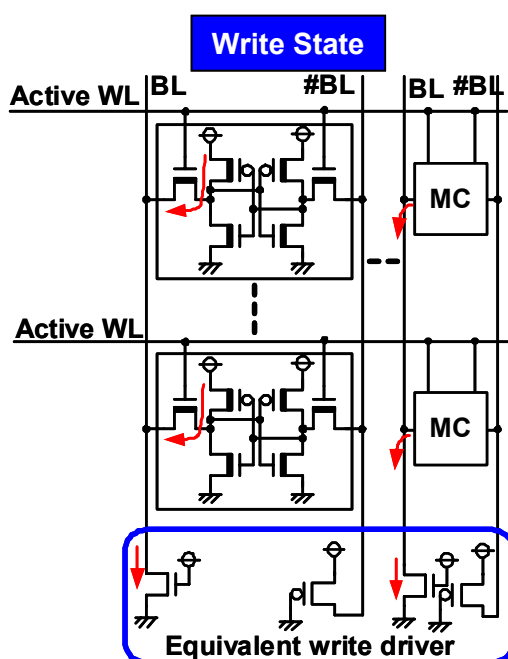 Write State
BL #BL BL #BL
Active WL
MC
Active WL
MC
Equivalent write driver